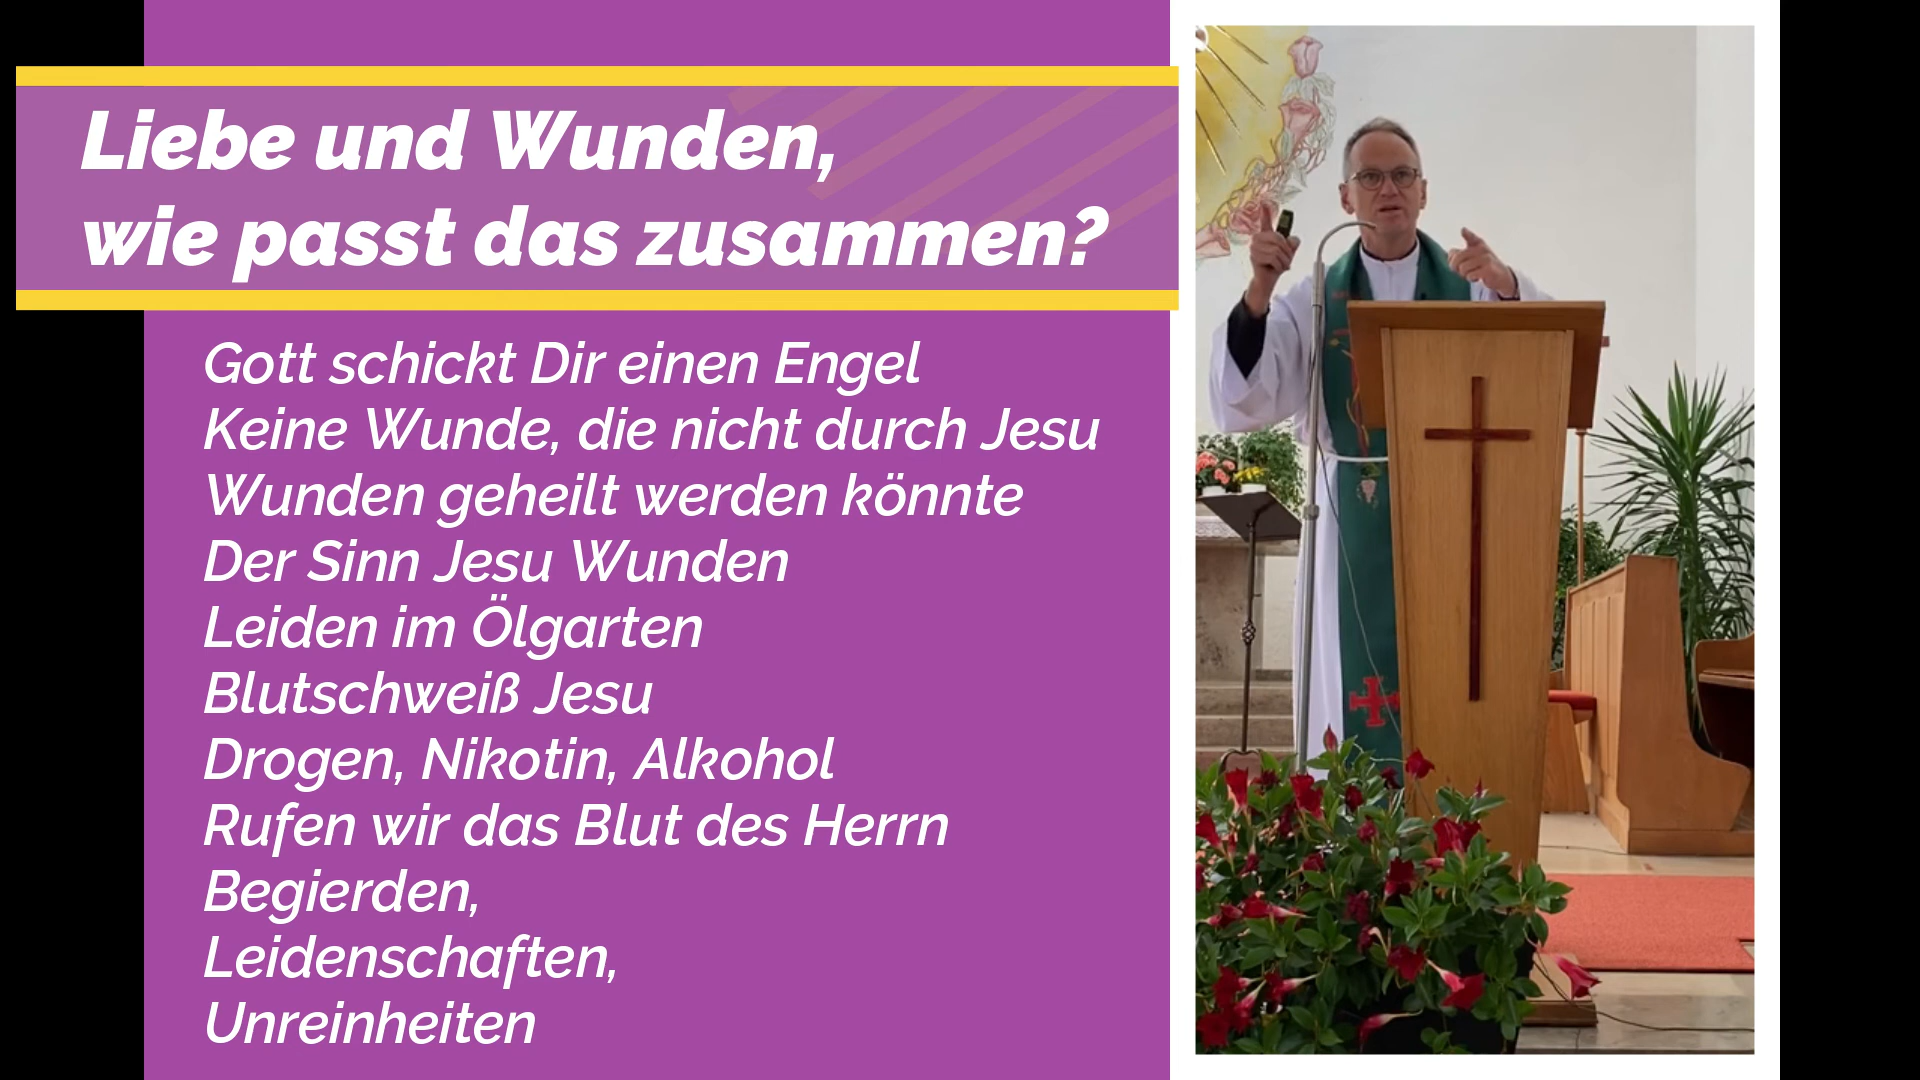 Liebe und Wunden,
wie passt das zusammen?
Gott schickt Dir einen Engel
Keine Wunde, die nicht durch Jesu
Wunden geheilt werden könnte
Der Sinn Jesu Wunden
Leiden im Ölgarten
Blutschweiß Jesu
Drogen, Nikotin, Alkohol
Rufen wir das Blut des Herrn
Begierden,
Leidenschaften,
Unreinheiten